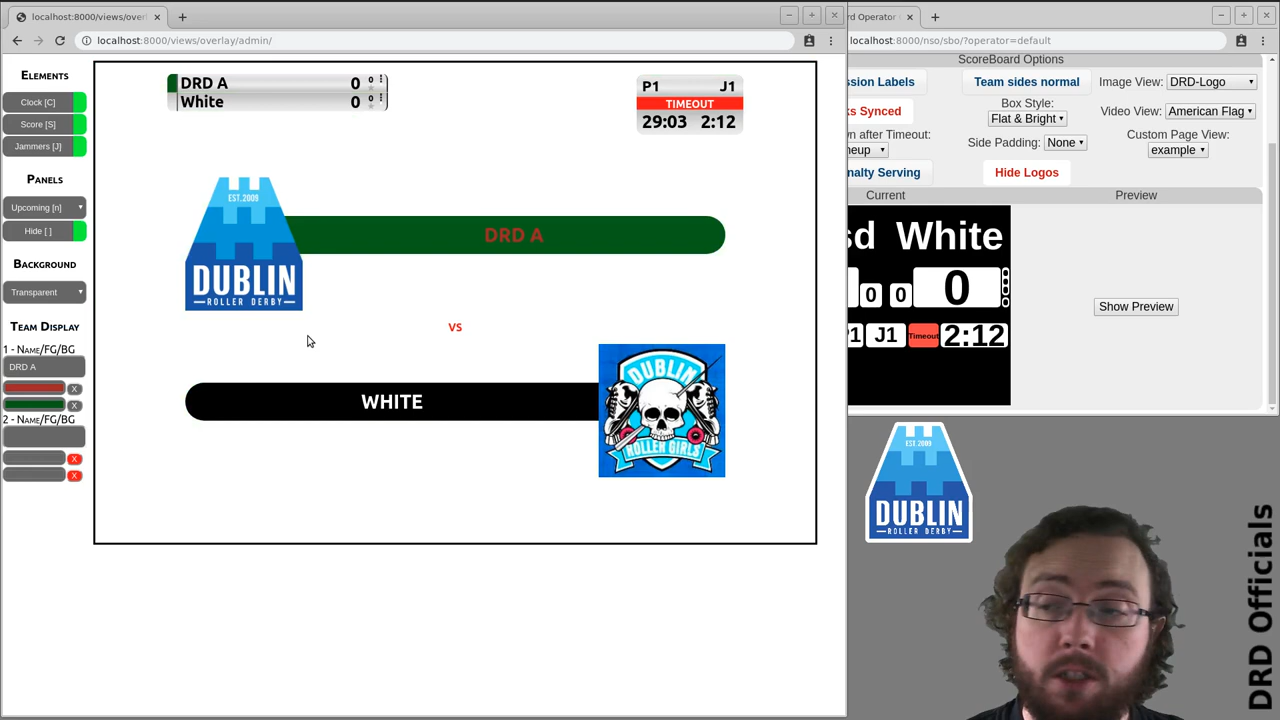 localhost:8000/views/overl
rd Operator
localhost:8000/views/overlay/admin/
localhost:8000/nso/sbo/?operator=default
ELEMENTS
Clock [C]
Score [S]
Jammers [J]
PANELS
Upcoming [n]
Hide [ ]
BACKGROUND
Transparent
TEAM DISPLAY
1 - NAME/FG/BG
DRD A
X
X
2 - NAME/FG/BG
X
X
DRD A 0 0
White 0 0
P1 J1
TIMEOUT
29:03 2:12
EST.2009
DUBLIN
ROLLER DERBY
DRD A
VS
WHITE
DUBLIN
ROLLER GIRLS
ScoreBoard Options
ssion Labels
Team sides normal
Image View: DRD-Logo
ks Synced
Box Style:
Flat & Bright
Video View: American Flag
wn after Timeout:
neup
Side Padding: None
Custom Page View:
example
nalty Serving
Hide Logos
Current
Preview
sd White
0 0 0
P1 J1 Timeout 2:12
Show Preview
EST.2009
DUBLIN
ROLLER DERBY
DRD Officials